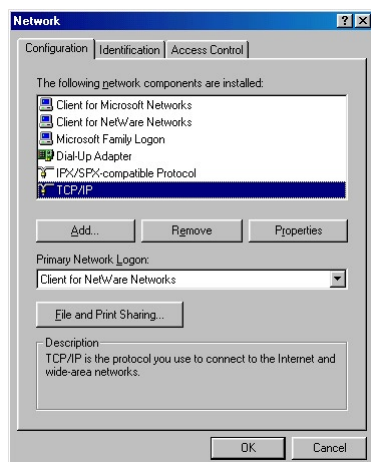 Network
Configuration Identification Access Control
The following network components are installed:
Client for Microsoft Networks
Client for NetWare Networks
Microsoft Family Logon
Dial-Up Adapter
IPX/SPX-compatible Protocol
TCP/IP
Add... Remove Properties
Primary Network Logon:
Client for NetWare Networks
File and Print Sharing...
Description
TCP/IP is the protocol you use to connect to the Internet and
wide-area networks.
OK Cancel